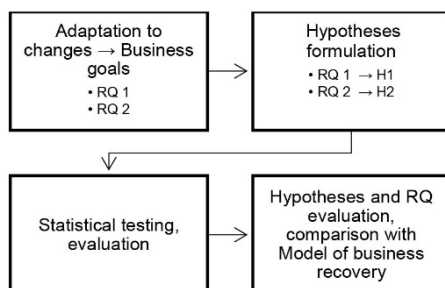 Adaptation to
changes → Business
goals
• RQ 1
• RQ 2
Hypotheses
formulation
• RQ 1 → H1
• RQ 2 → H2
Statistical testing,
evaluation
Hypotheses and RQ
evaluation,
comparison with
Model of business
recovery